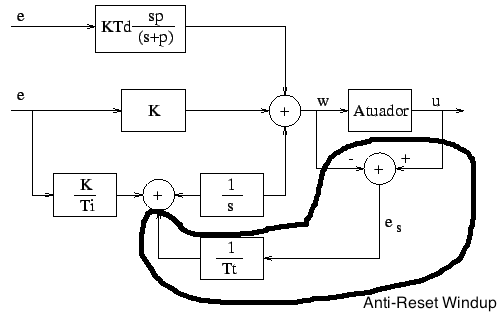 e
KTd sp
(s+p)
e
K
+
w
Atuador
u
-
+
+
K
Ti
+
1
s
e s
1
Tt
Anti-Reset Windup